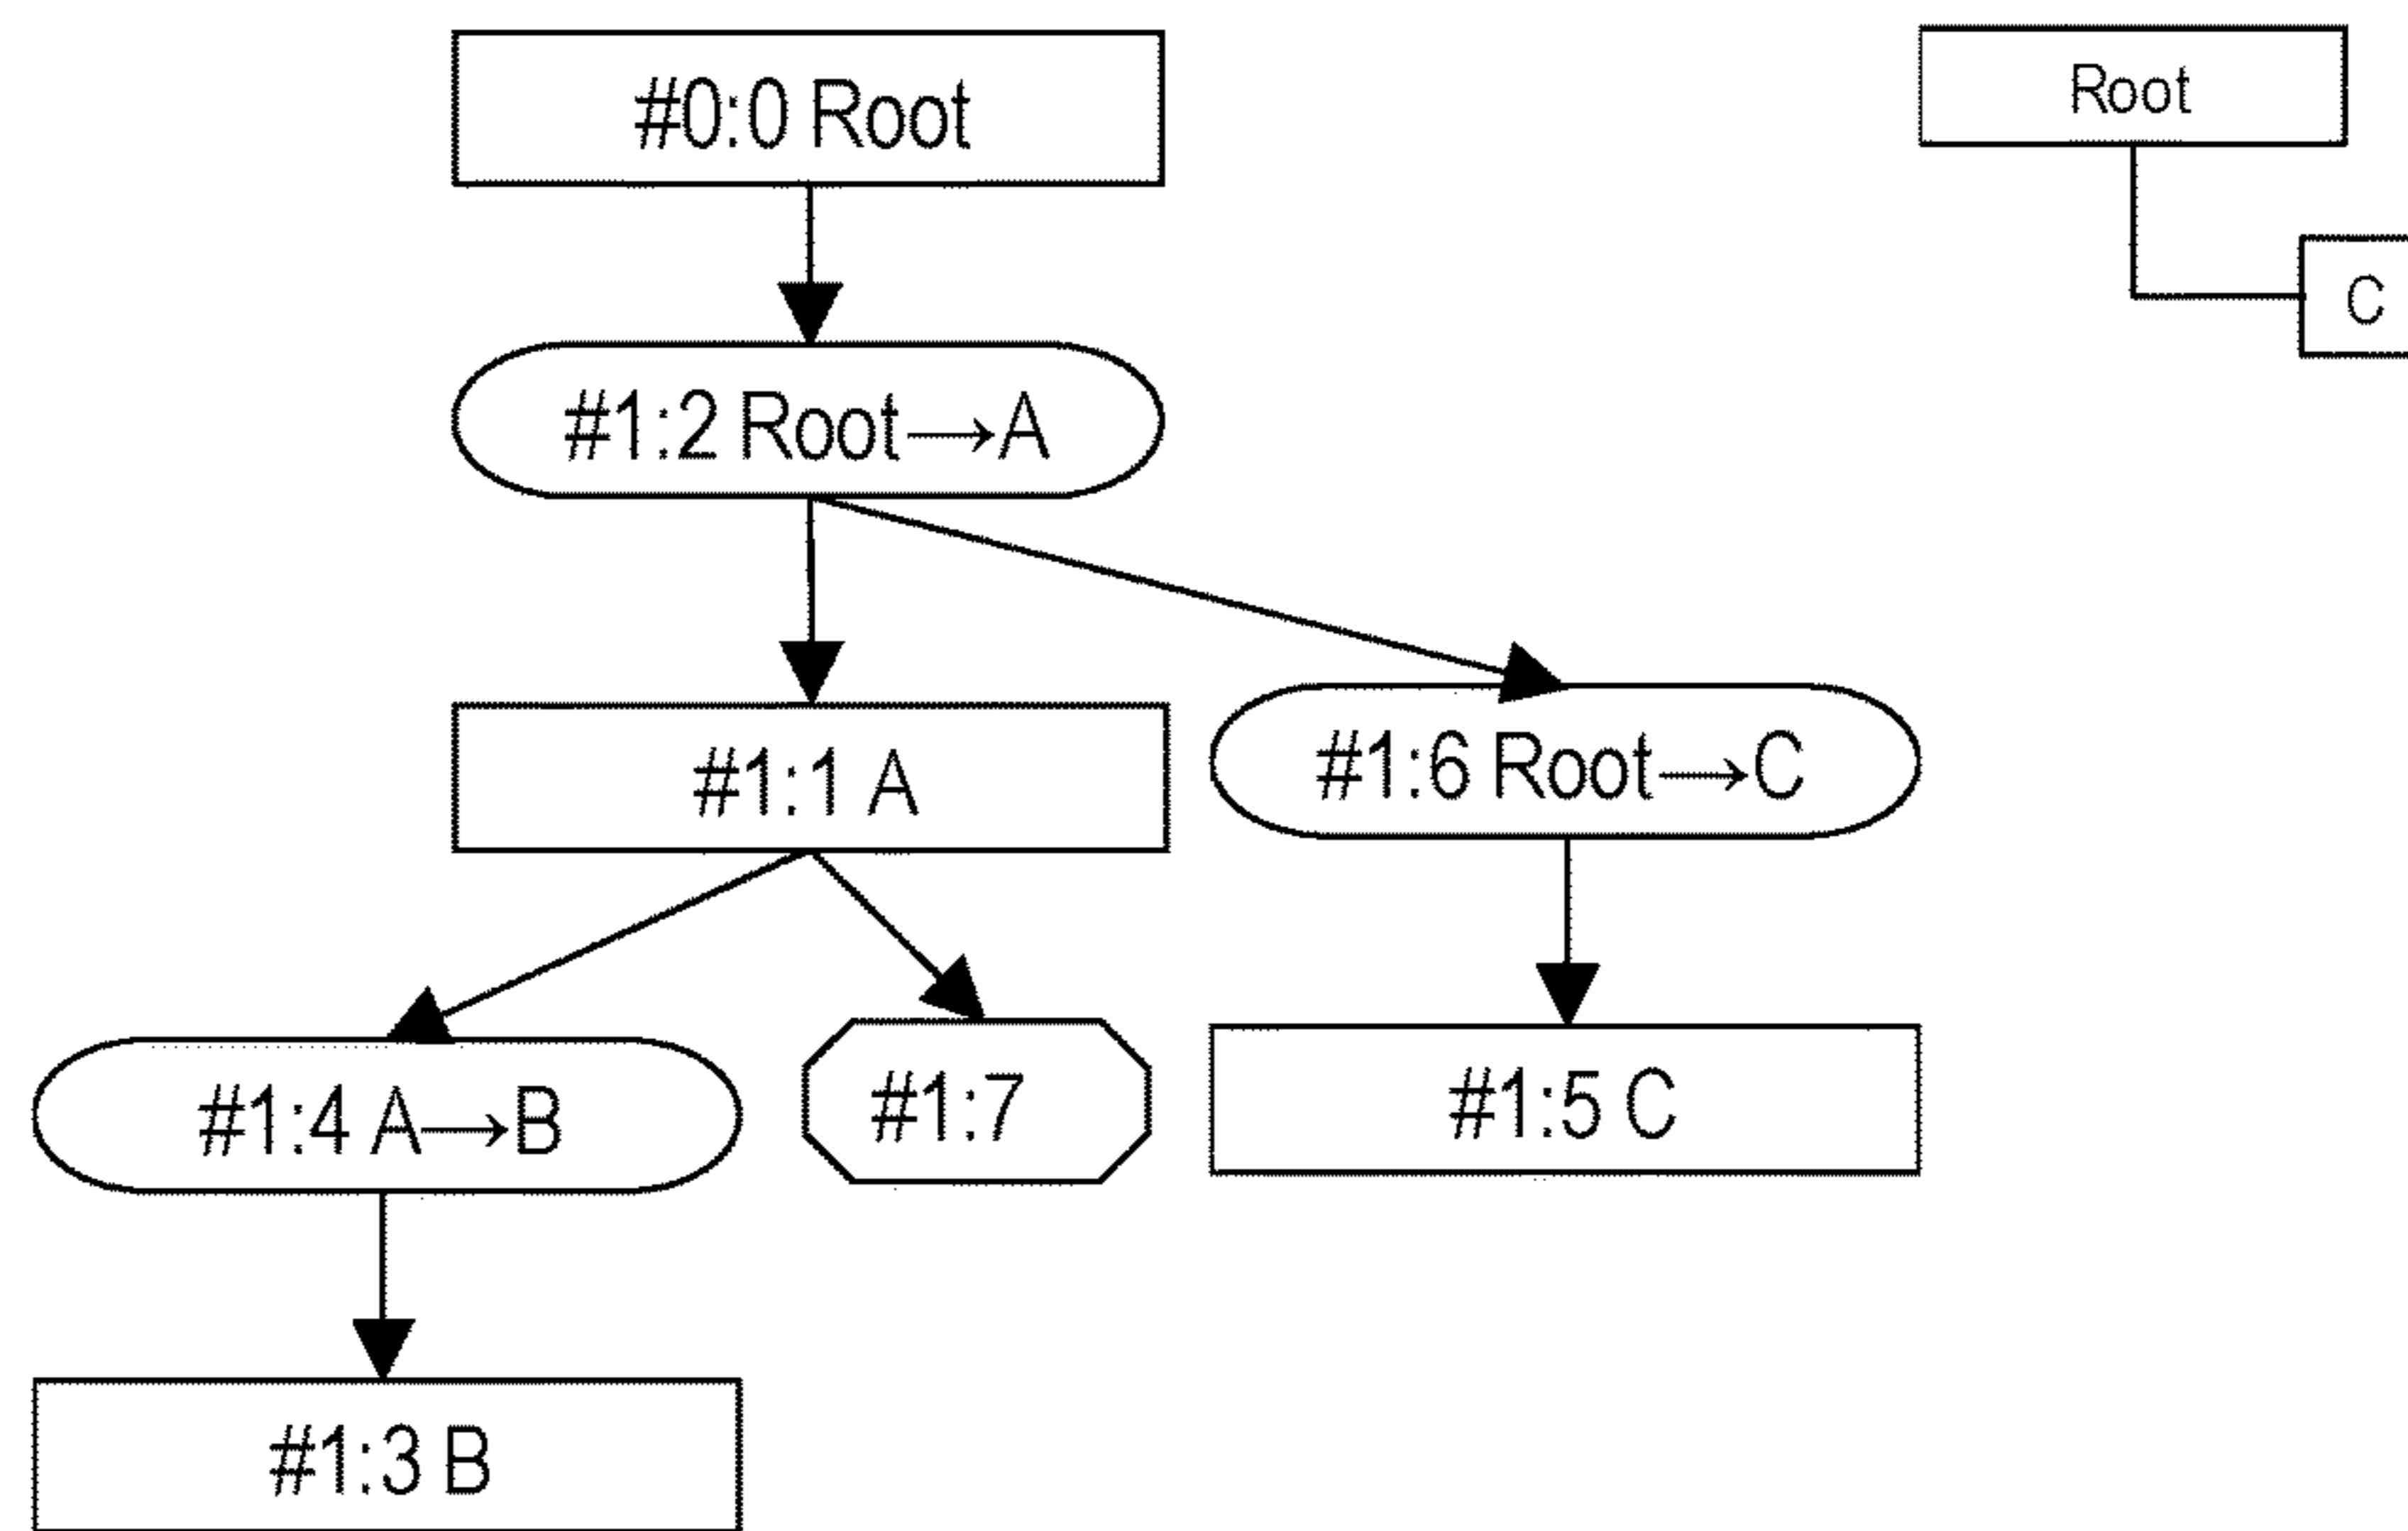 #0:0 Root
Root
C
#1:2 Root→A
#1:1 A
#1:6 Root→C
#1:4 A→B
#1:7
#1:5 C
#1:3 B